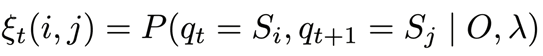 ξ_t(i, j) = P(q_t = S_i, q_{t+1} = S_j | O, λ)